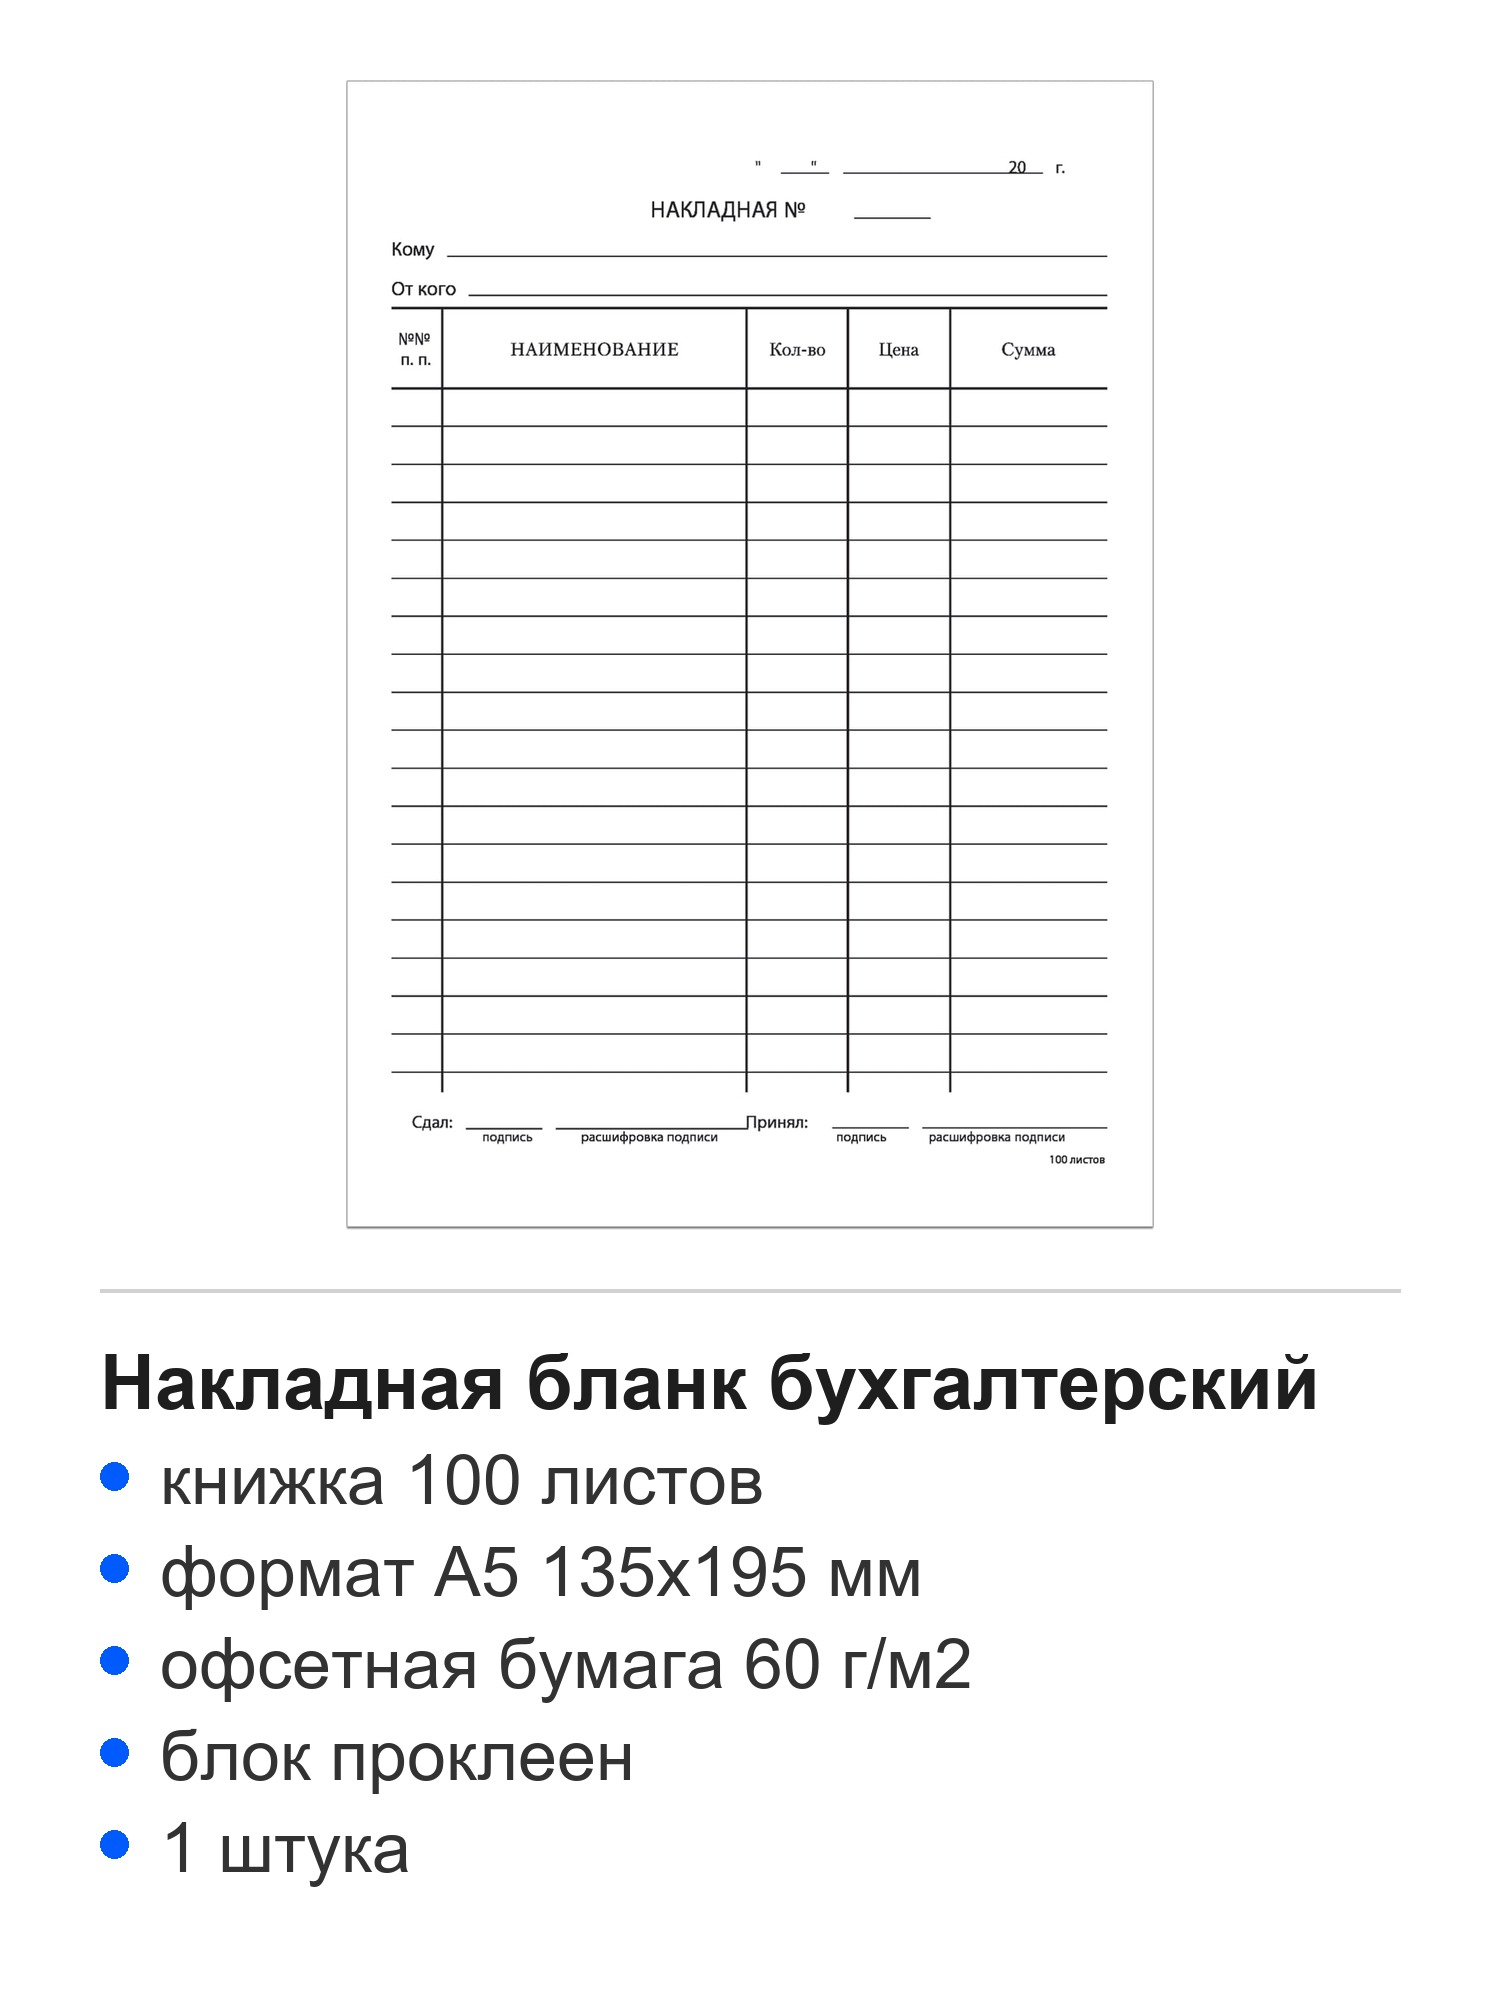 " " 20 г.
НАКЛАДНАЯ №
Кому
От кого
№№ п. п. НАИМЕНОВАНИЕ Кол-во Цена Сумма
Сдал: Принял:
подпись расшифровка подписи подпись расшифровка подписи
100 листов
Накладная бланк бухгалтерский
книжка 100 листов
формат А5 135х195 мм
офсетная бумага 60 г/м2
блок проклеен
1 штука